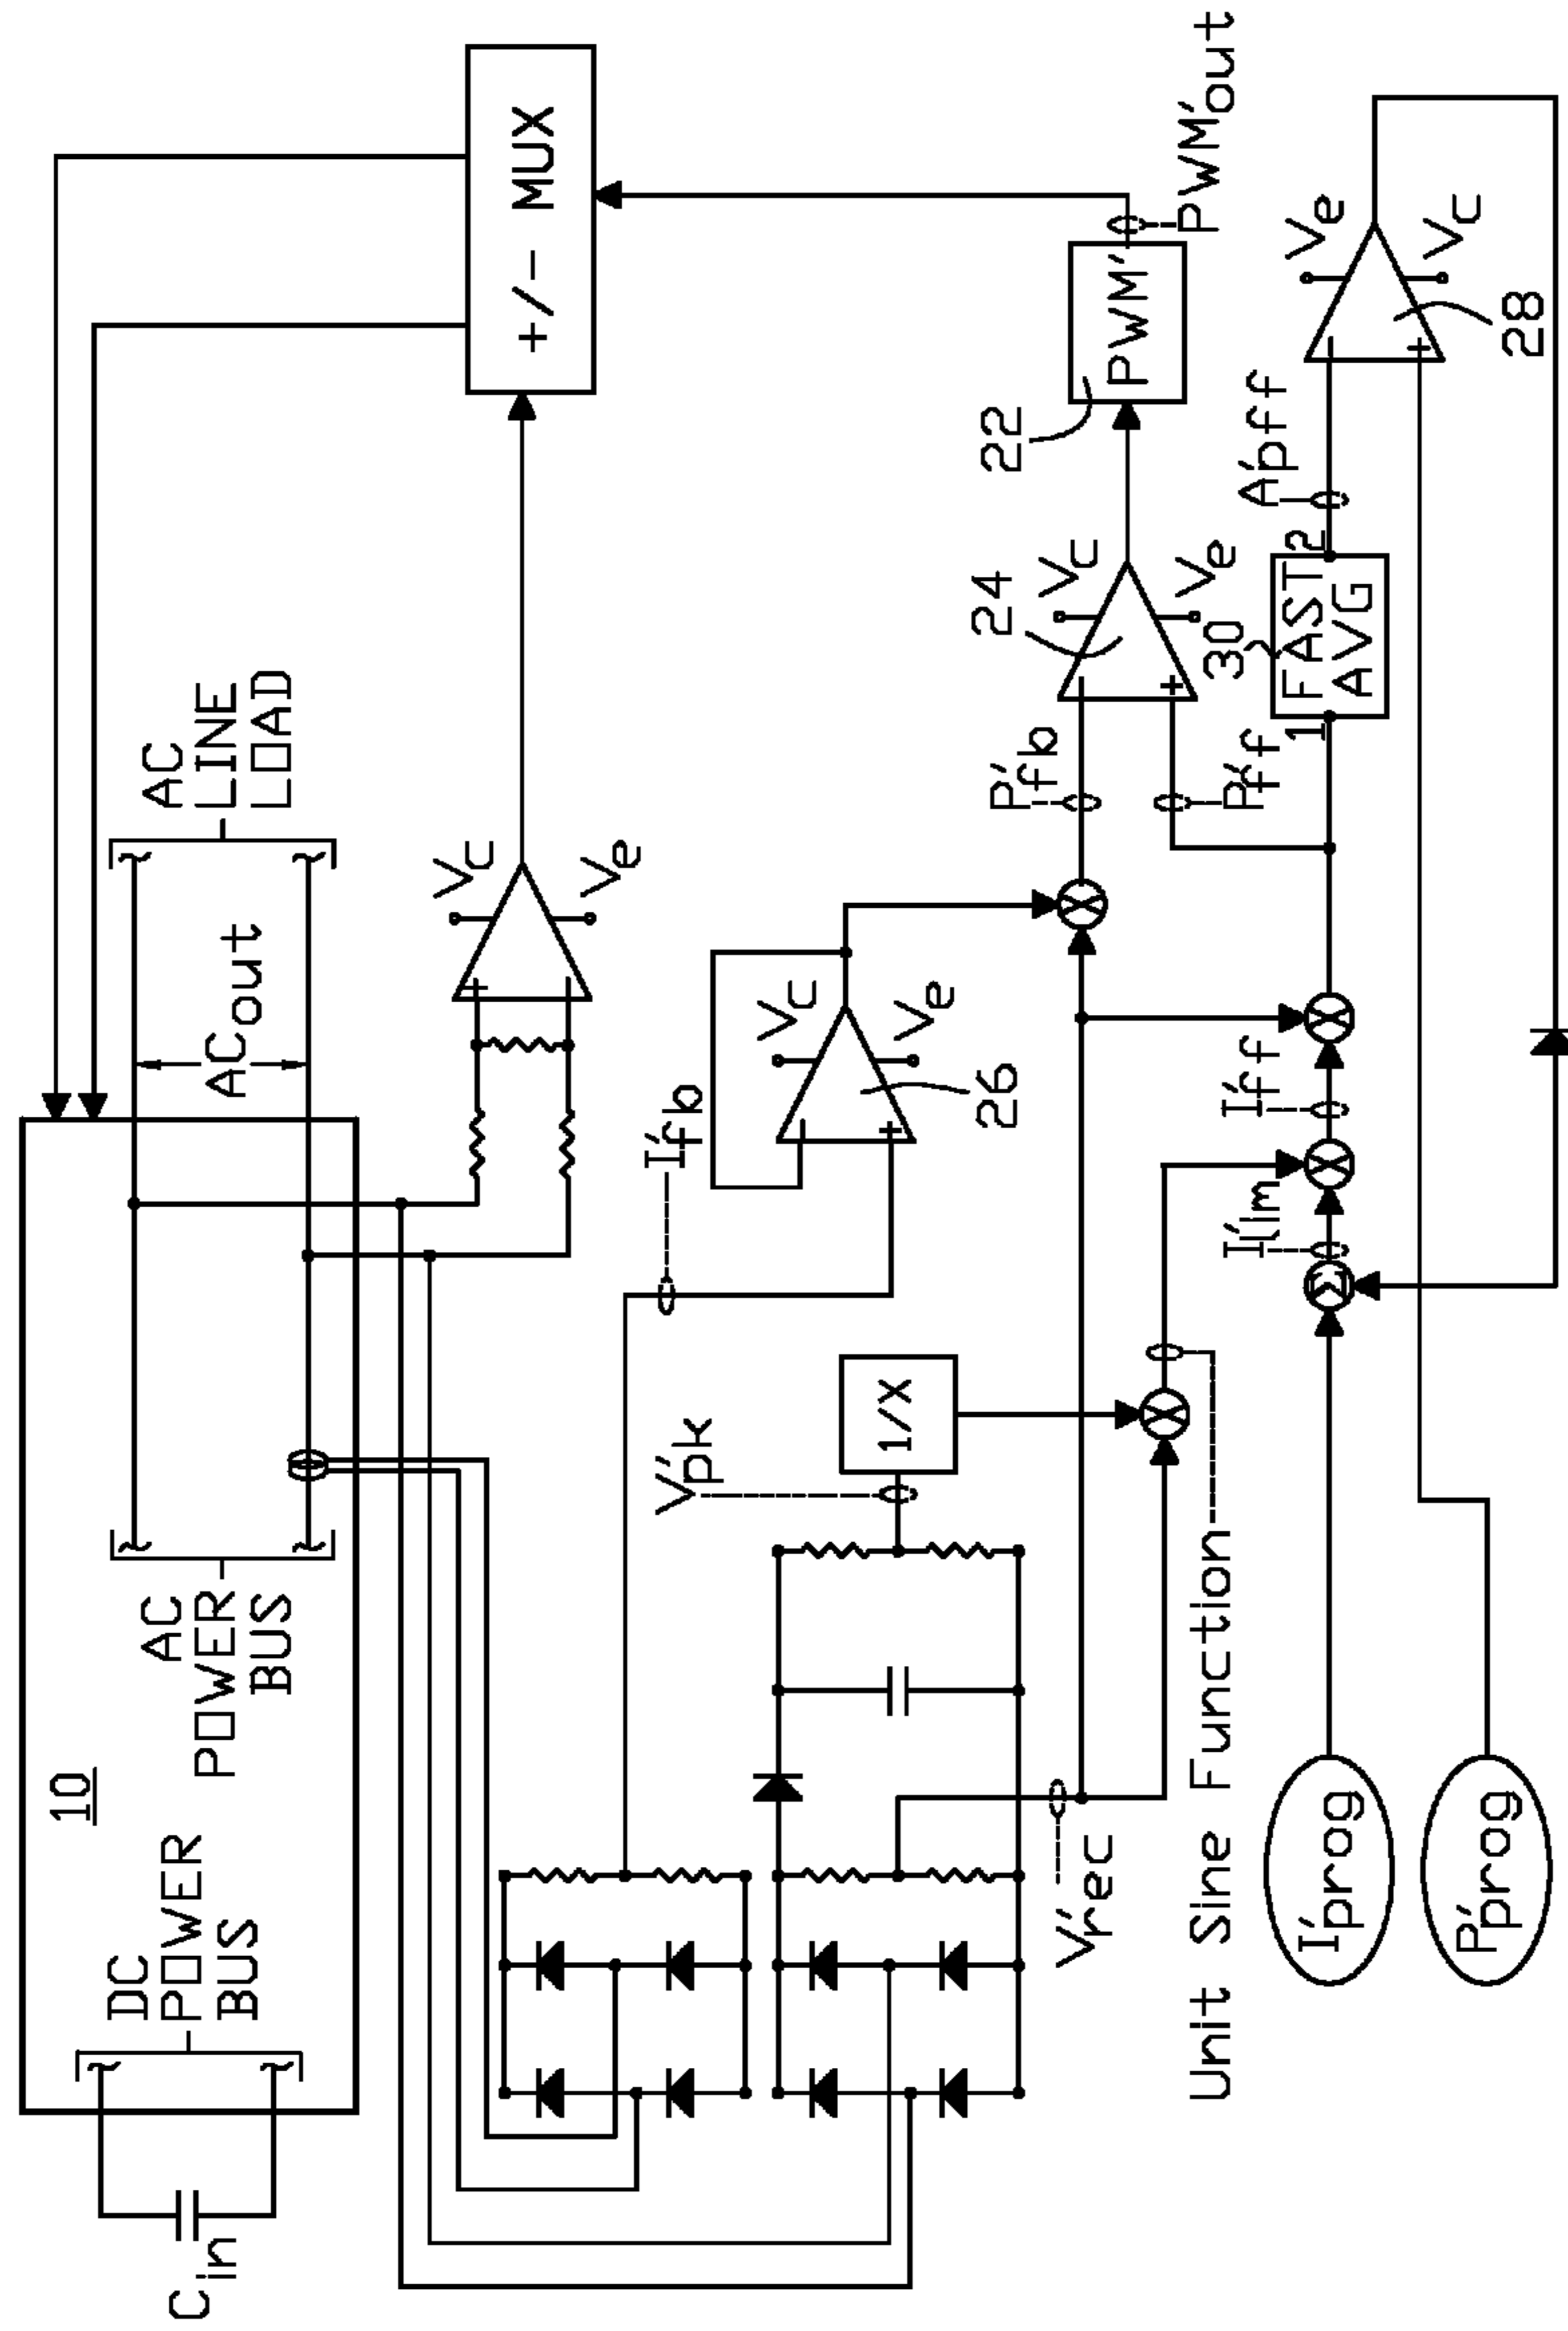 10
C in
DC
POWER
BUS
AC
POWER
BUS
ACout
AC
LINE
LOAD
Vc
Ve
+
+/- MUX
I'fb
Vc
Ve
-
+
26
V'pk
1/X
V'rec
Unit Sine Function
P'fb
P'ff
24
Vc
Ve
-
+
22
PWM'
PWM'out
I'prog
P'prog
Σ
I'lim
I'ff
1
30
FAST
AVG
2
A'pff
Ve
Vc
-
+
28